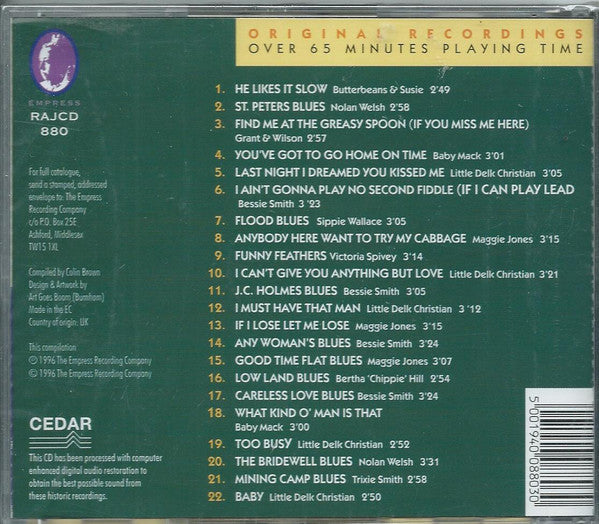 ORIGINAL RECORDINGS
OVER 65 MINUTES PLAYING TIME
EMPRESS
RAJCD
880
For full catalogue,
send a stamped, addressed
envelope to: The Empress
Recording Company
c/o P.O. Box 25E
Ashford, Middlesex
TW15 1XL
Compiled by Colin Brown
Design & Artwork by
Art Goes Boom (Burnham)
Made in the EC
Country of origin: UK
This compilation
℗ 1996 The Empress Recording Company
© 1996 The Empress Recording Company
CEDAR
This CD has been processed with computer
enhanced digital audio restoration to
obtain the best possible sound from
these historic recordings.
1. HE LIKES IT SLOW Butterbeans & Susie 2'49
2. ST. PETERS BLUES Nolan Welsh 2'58
3. FIND ME AT THE GREASY SPOON (IF YOU MISS ME HERE)
Grant & Wilson 2'57
4. YOU'VE GOT TO GO HOME ON TIME Baby Mack 3'01
5. LAST NIGHT I DREAMED YOU KISSED ME Little Delk Christian 3'05
6. I AIN'T GONNA PLAY NO SECOND FIDDLE (IF I CAN PLAY LEAD
Bessie Smith 3 '23
7. FLOOD BLUES Sippie Wallace 3'05
8. ANYBODY HERE WANT TO TRY MY CABBAGE Maggie Jones 3'15
9. FUNNY FEATHERS Victoria Spivey 3'14
10. I CAN'T GIVE YOU ANYTHING BUT LOVE Little Delk Christian 3'21
11. J.C. HOLMES BLUES Bessie Smith 3'05
12. I MUST HAVE THAT MAN Little Delk Christian 3 '12
13. IF I LOSE LET ME LOSE Maggie Jones 3'15
14. ANY WOMAN'S BLUES Bessie Smith 3'24
15. GOOD TIME FLAT BLUES Maggie Jones 3'07
16. LOW LAND BLUES Bertha 'Chippie' Hill 2'54
17. CARELESS LOVE BLUES Bessie Smith 3'24
18. WHAT KIND O' MAN IS THAT
Baby Mack 3'00
19. TOO BUSY Little Delk Christian 2'52
20. THE BRIDEWELL BLUES Nolan Welsh 3'31
21. MINING CAMP BLUES Trixie Smith 2'58
22. BABY Little Delk Christian 2'50
5 001940 088030